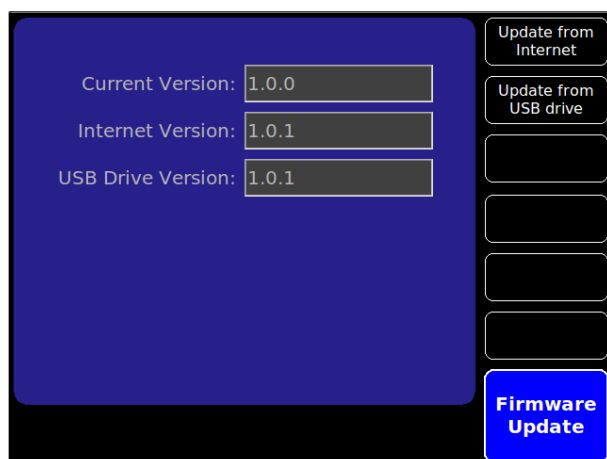 Current Version: 1.0.0
Internet Version: 1.0.1
USB Drive Version: 1.0.1
Update from
Internet
Update from
USB drive
Firmware
Update